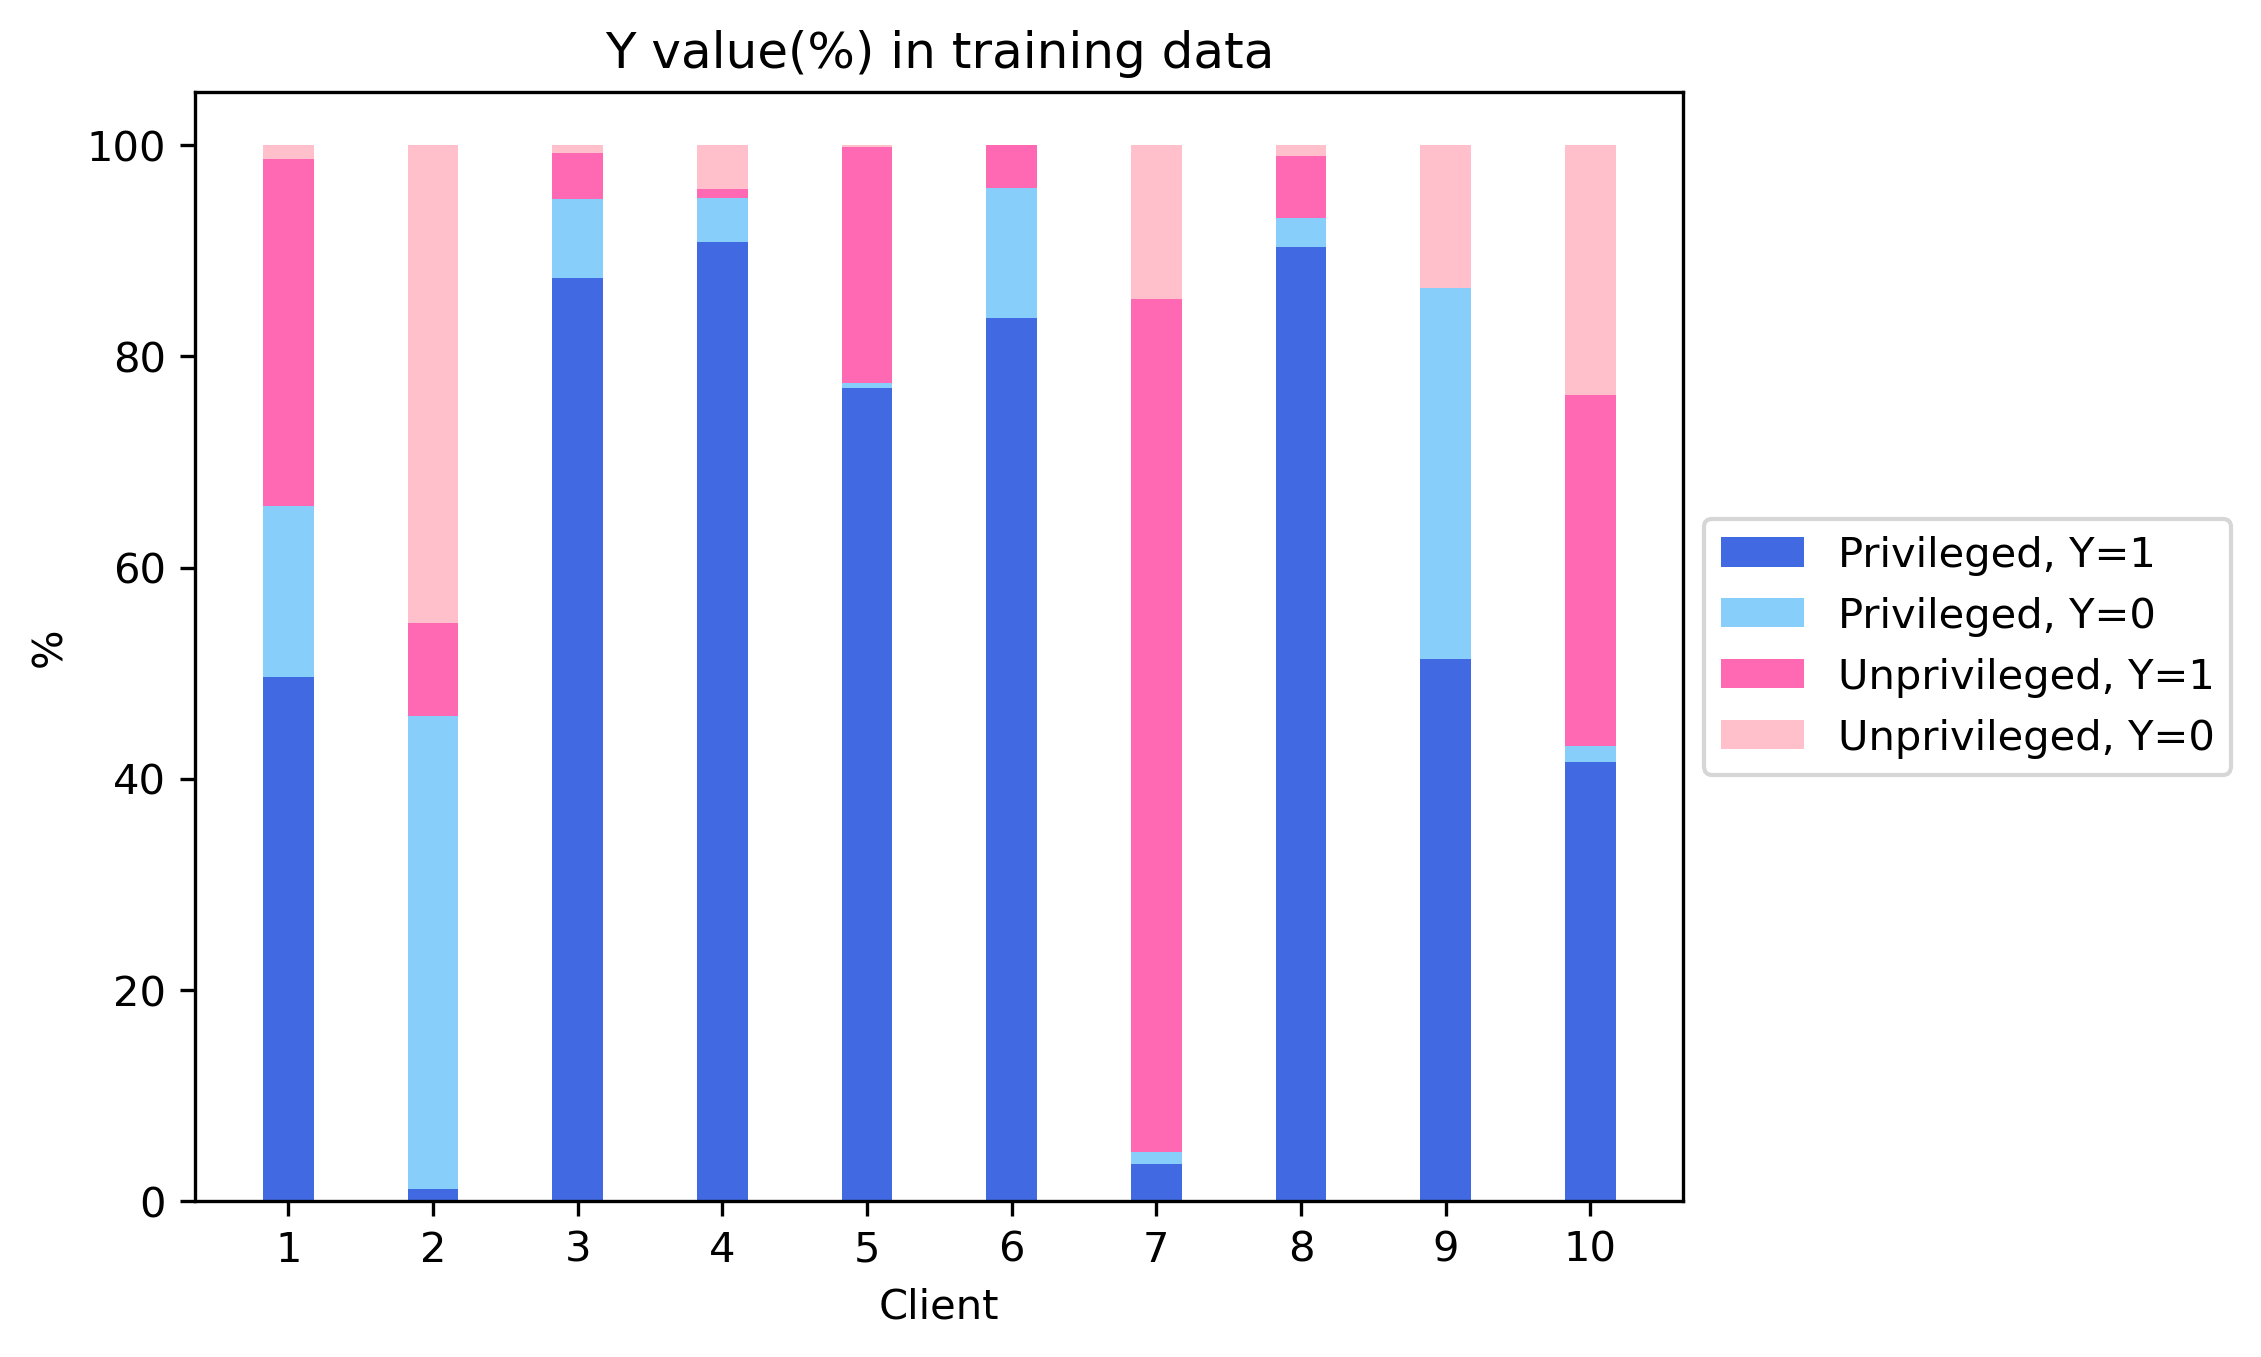 Y value(%) in training data
100
80
60
40
20
0
%
1 2 3 4 5 6 7 8 9 10
Client
Privileged, Y=1
Privileged, Y=0
Unprivileged, Y=1
Unprivileged, Y=0